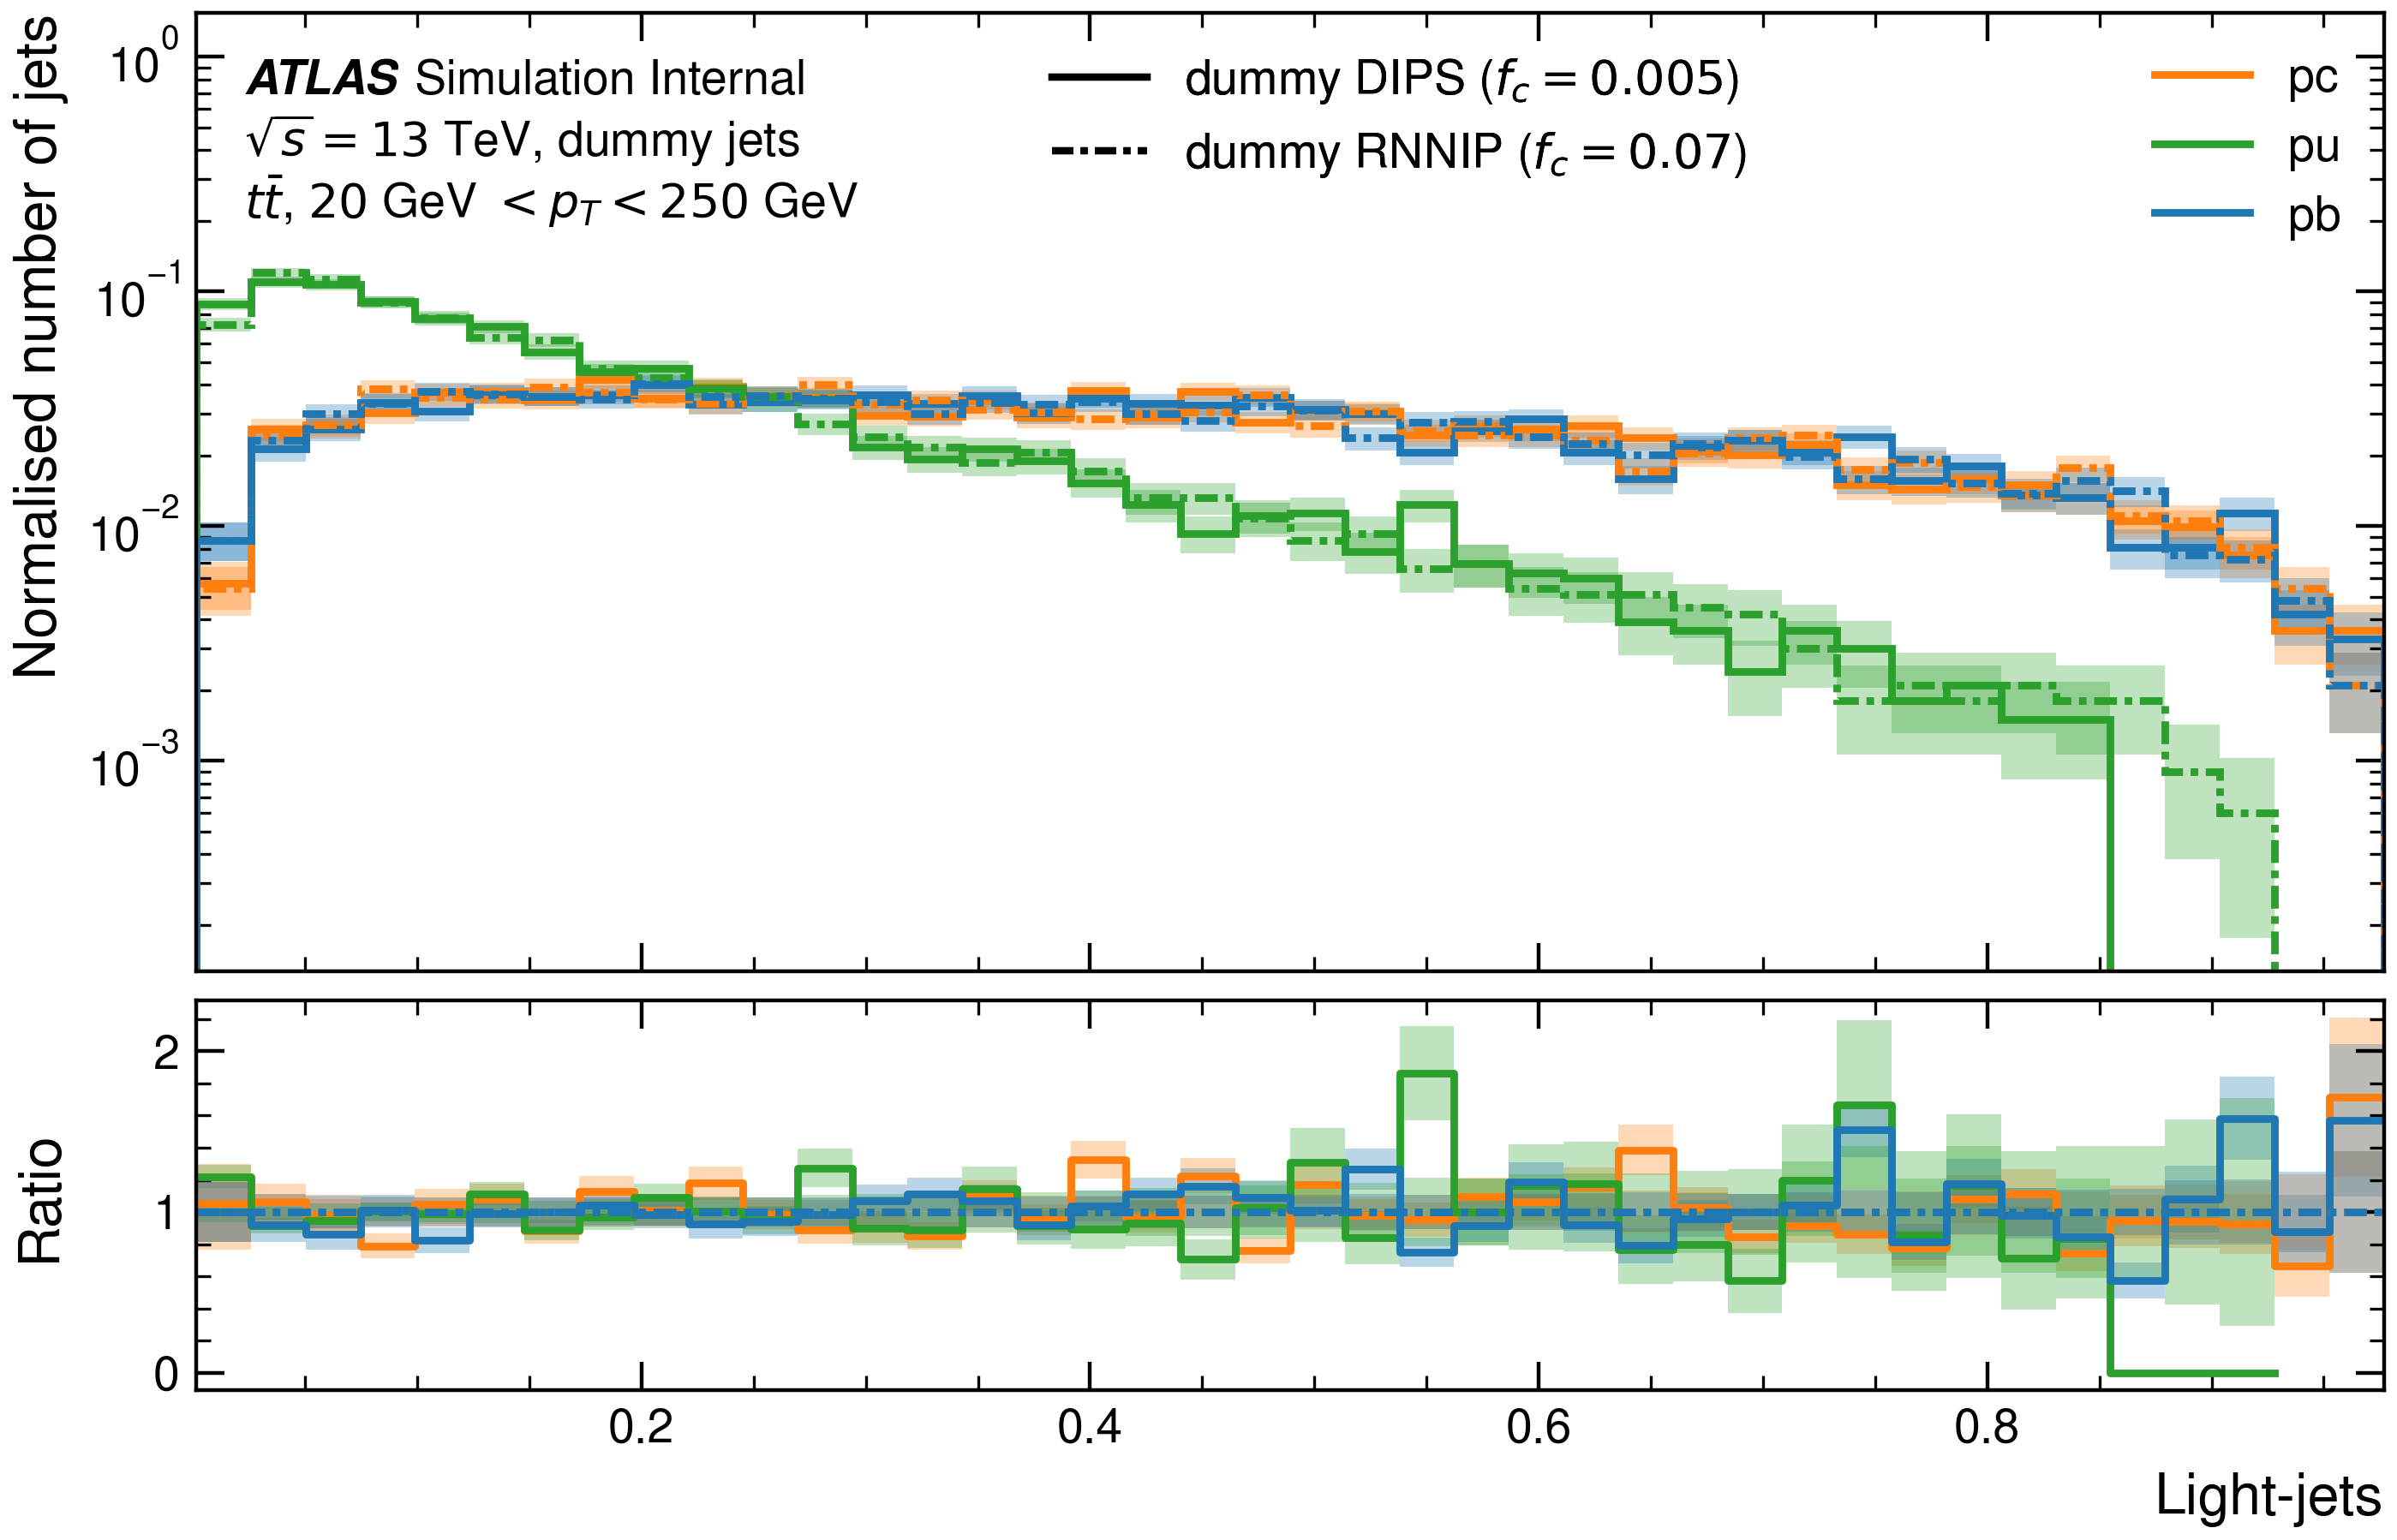 Normalised number of jets
10⁰
10⁻¹
10⁻²
10⁻³
ATLAS Simulation Internal
√s = 13 TeV, dummy jets
tt̄, 20 GeV < p_T < 250 GeV
dummy DIPS (f_c = 0.005)
dummy RNNIP (f_c = 0.07)
pc
pu
pb
Ratio
2
1
0
0.2 0.4 0.6 0.8
Light-jets